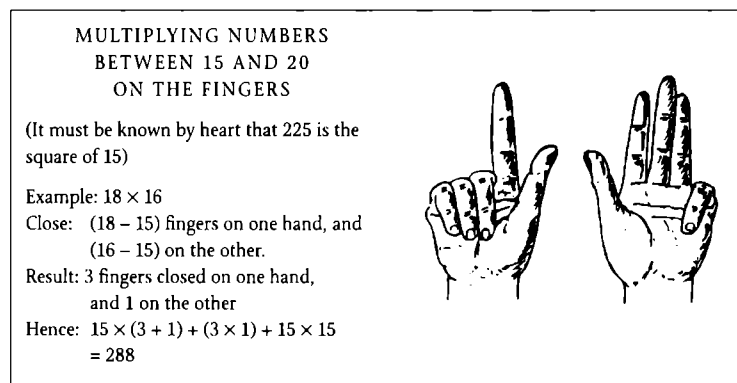 MULTIPLYING NUMBERS
BETWEEN 15 AND 20
ON THE FINGERS
(It must be known by heart that 225 is the
square of 15)
Example: 18 × 16
Close: (18 – 15) fingers on one hand, and
(16 – 15) on the other.
Result: 3 fingers closed on one hand,
and 1 on the other
Hence: 15 × (3 + 1) + (3 × 1) + 15 × 15
= 288